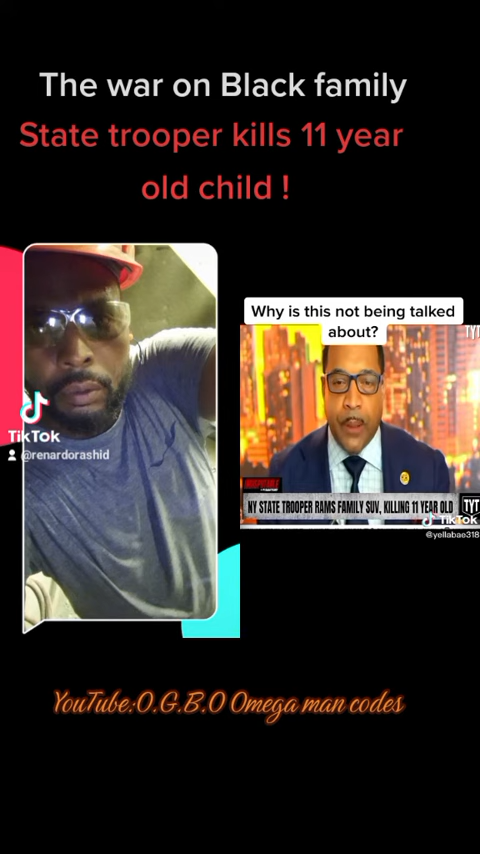 The war on Black family
State trooper kills 11 year
old child !
Why is this not being talked
about?
TYT
TikTok
@renardorashid
NY STATE TROOPER RAMS FAMILY SUV, KILLING 11 YEAR OLD
TYT
TikTok
@yellabae318
YouTube:O.G.B.O Omega man codes